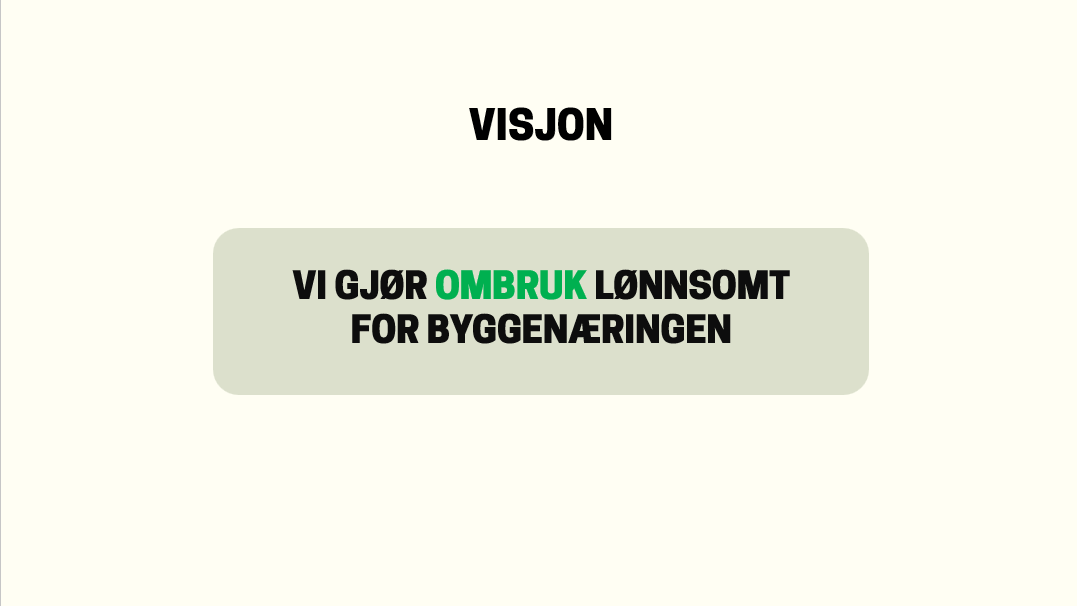 VISJON
VI GJØR OMBRUK LØNNSOMT
FOR BYGGENÆRINGEN